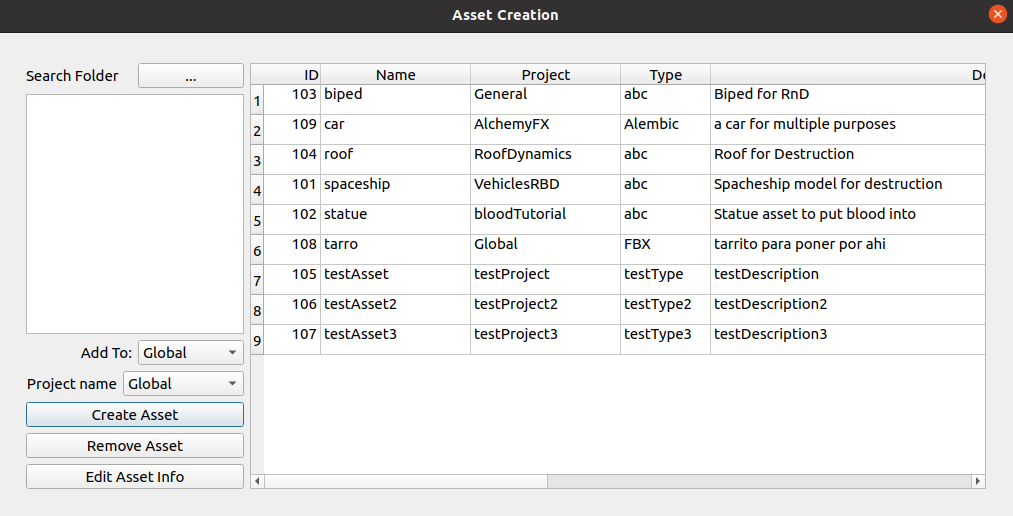 Asset Creation
Search Folder ...
Add To: Global
Project name Global
Create Asset
Remove Asset
Edit Asset Info
ID Name Project Type De
1 103 biped General abc Biped for RnD
2 109 car AlchemyFX Alembic a car for multiple purposes
3 104 roof RoofDynamics abc Roof for Destruction
4 101 spaceship VehiclesRBD abc Spacheship model for destruction
5 102 statue bloodTutorial abc Statue asset to put blood into
6 108 tarro Global FBX tarrito para poner por ahi
7 105 testAsset testProject testType testDescription
8 106 testAsset2 testProject2 testType2 testDescription2
9 107 testAsset3 testProject3 testType3 testDescription3